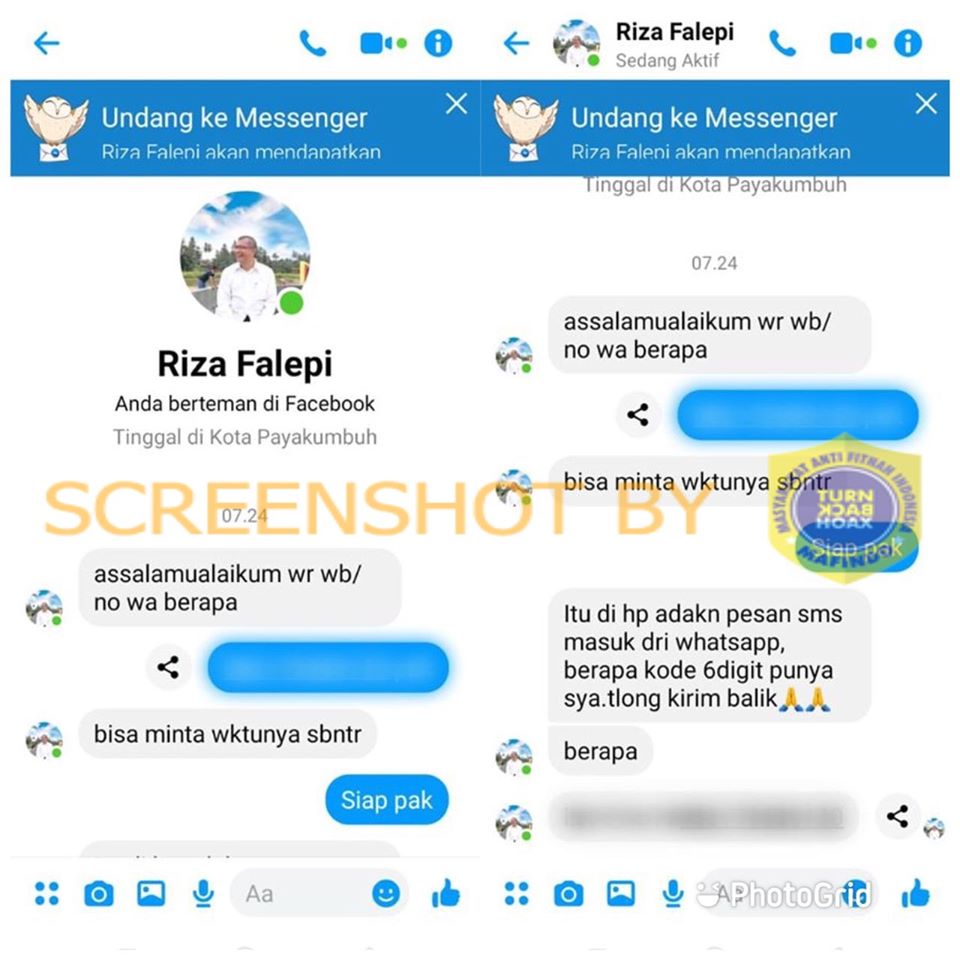 Undang ke Messenger
Riza Falepi akan mendapatkan
Riza Falepi
Anda berteman di Facebook
Tinggal di Kota Payakumbuh
07.24
assalamualaikum wr wb/
no wa berapa
bisa minta wktunya sbntr
Siap pak
Aa
Riza Falepi
Sedang Aktif
Undang ke Messenger
Riza Falepi akan mendapatkan
Tinggal di Kota Payakumbuh
07.24
assalamualaikum wr wb/
no wa berapa
bisa minta wktunya sbntr
Siap pak
Itu di hp adakn pesan sms
masuk dri whatsapp,
berapa kode 6digit punya
sya.tlong kirim balik🙏🙏
berapa
Aa
SCREENSHOT BY
MASYARAKAT ANTI FITNAH INDONESIA
TURN
BACK
HOAX
MAFINDO
PhotoGrid